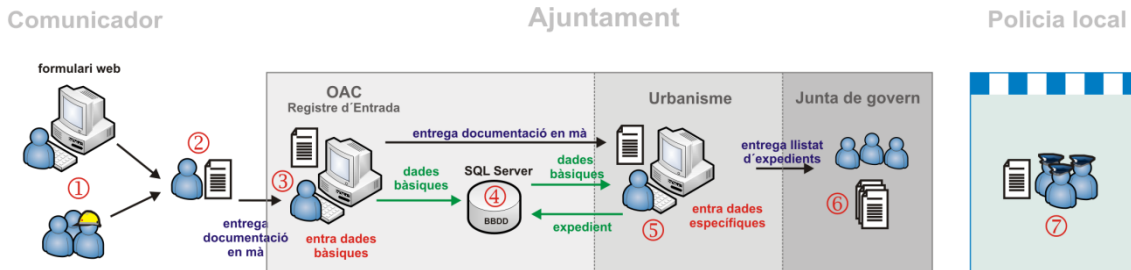 Comunicador
Ajuntament
Policia local
formulari web
OAC
Registre d´Entrada
Urbanisme
Junta de govern
entrega documentació en mà
entrega llistat
d´expedients
dades
bàsiques
SQL Server
dades
bàsiques
1
2
3
4
BBDD
5
6
7
expedient
entrega
documentació
en mà
entra dades
bàsiques
entra dades
específiques